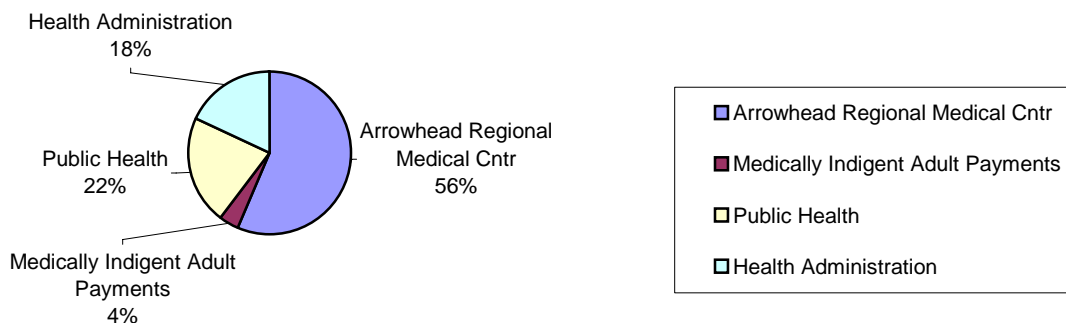 Health Administration
18%
Arrowhead Regional
Medical Cntr
56%
Public Health
22%
Medically Indigent Adult
Payments
4%
Arrowhead Regional Medical Cntr
Medically Indigent Adult Payments
Public Health
Health Administration